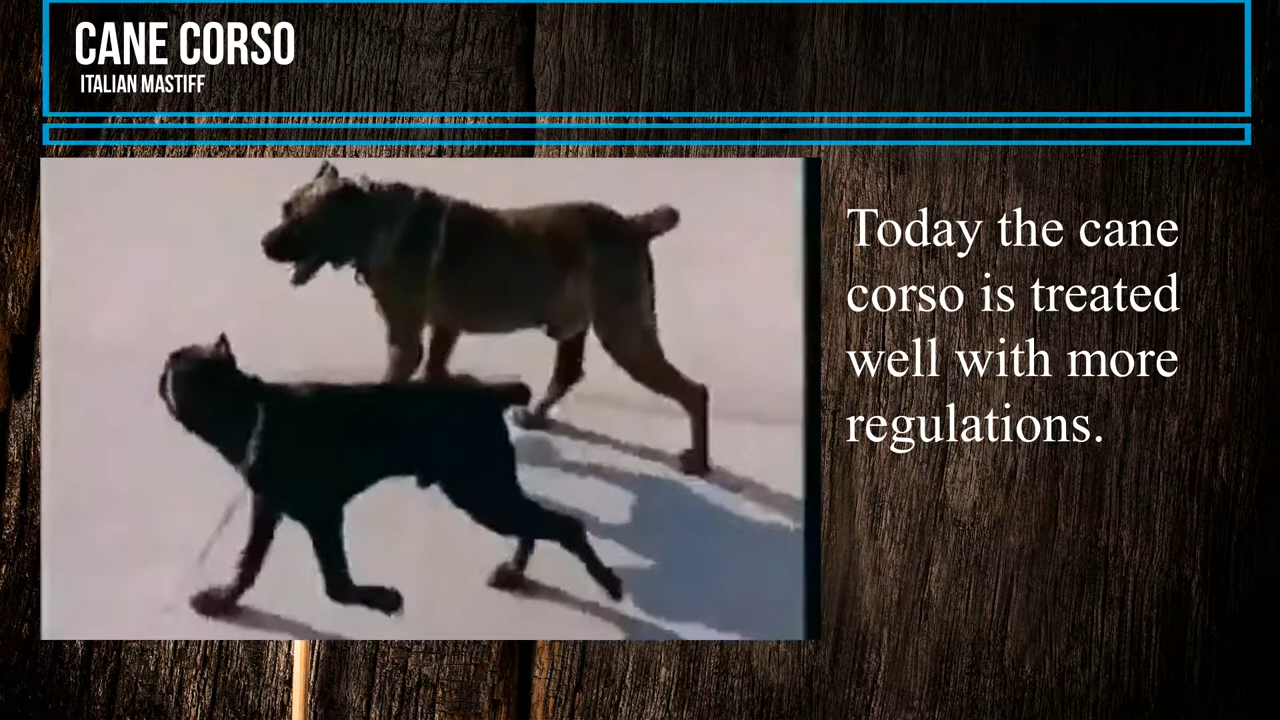 CANE CORSO
ITALIAN MASTIFF
Today the cane
corso is treated
well with more
regulations.